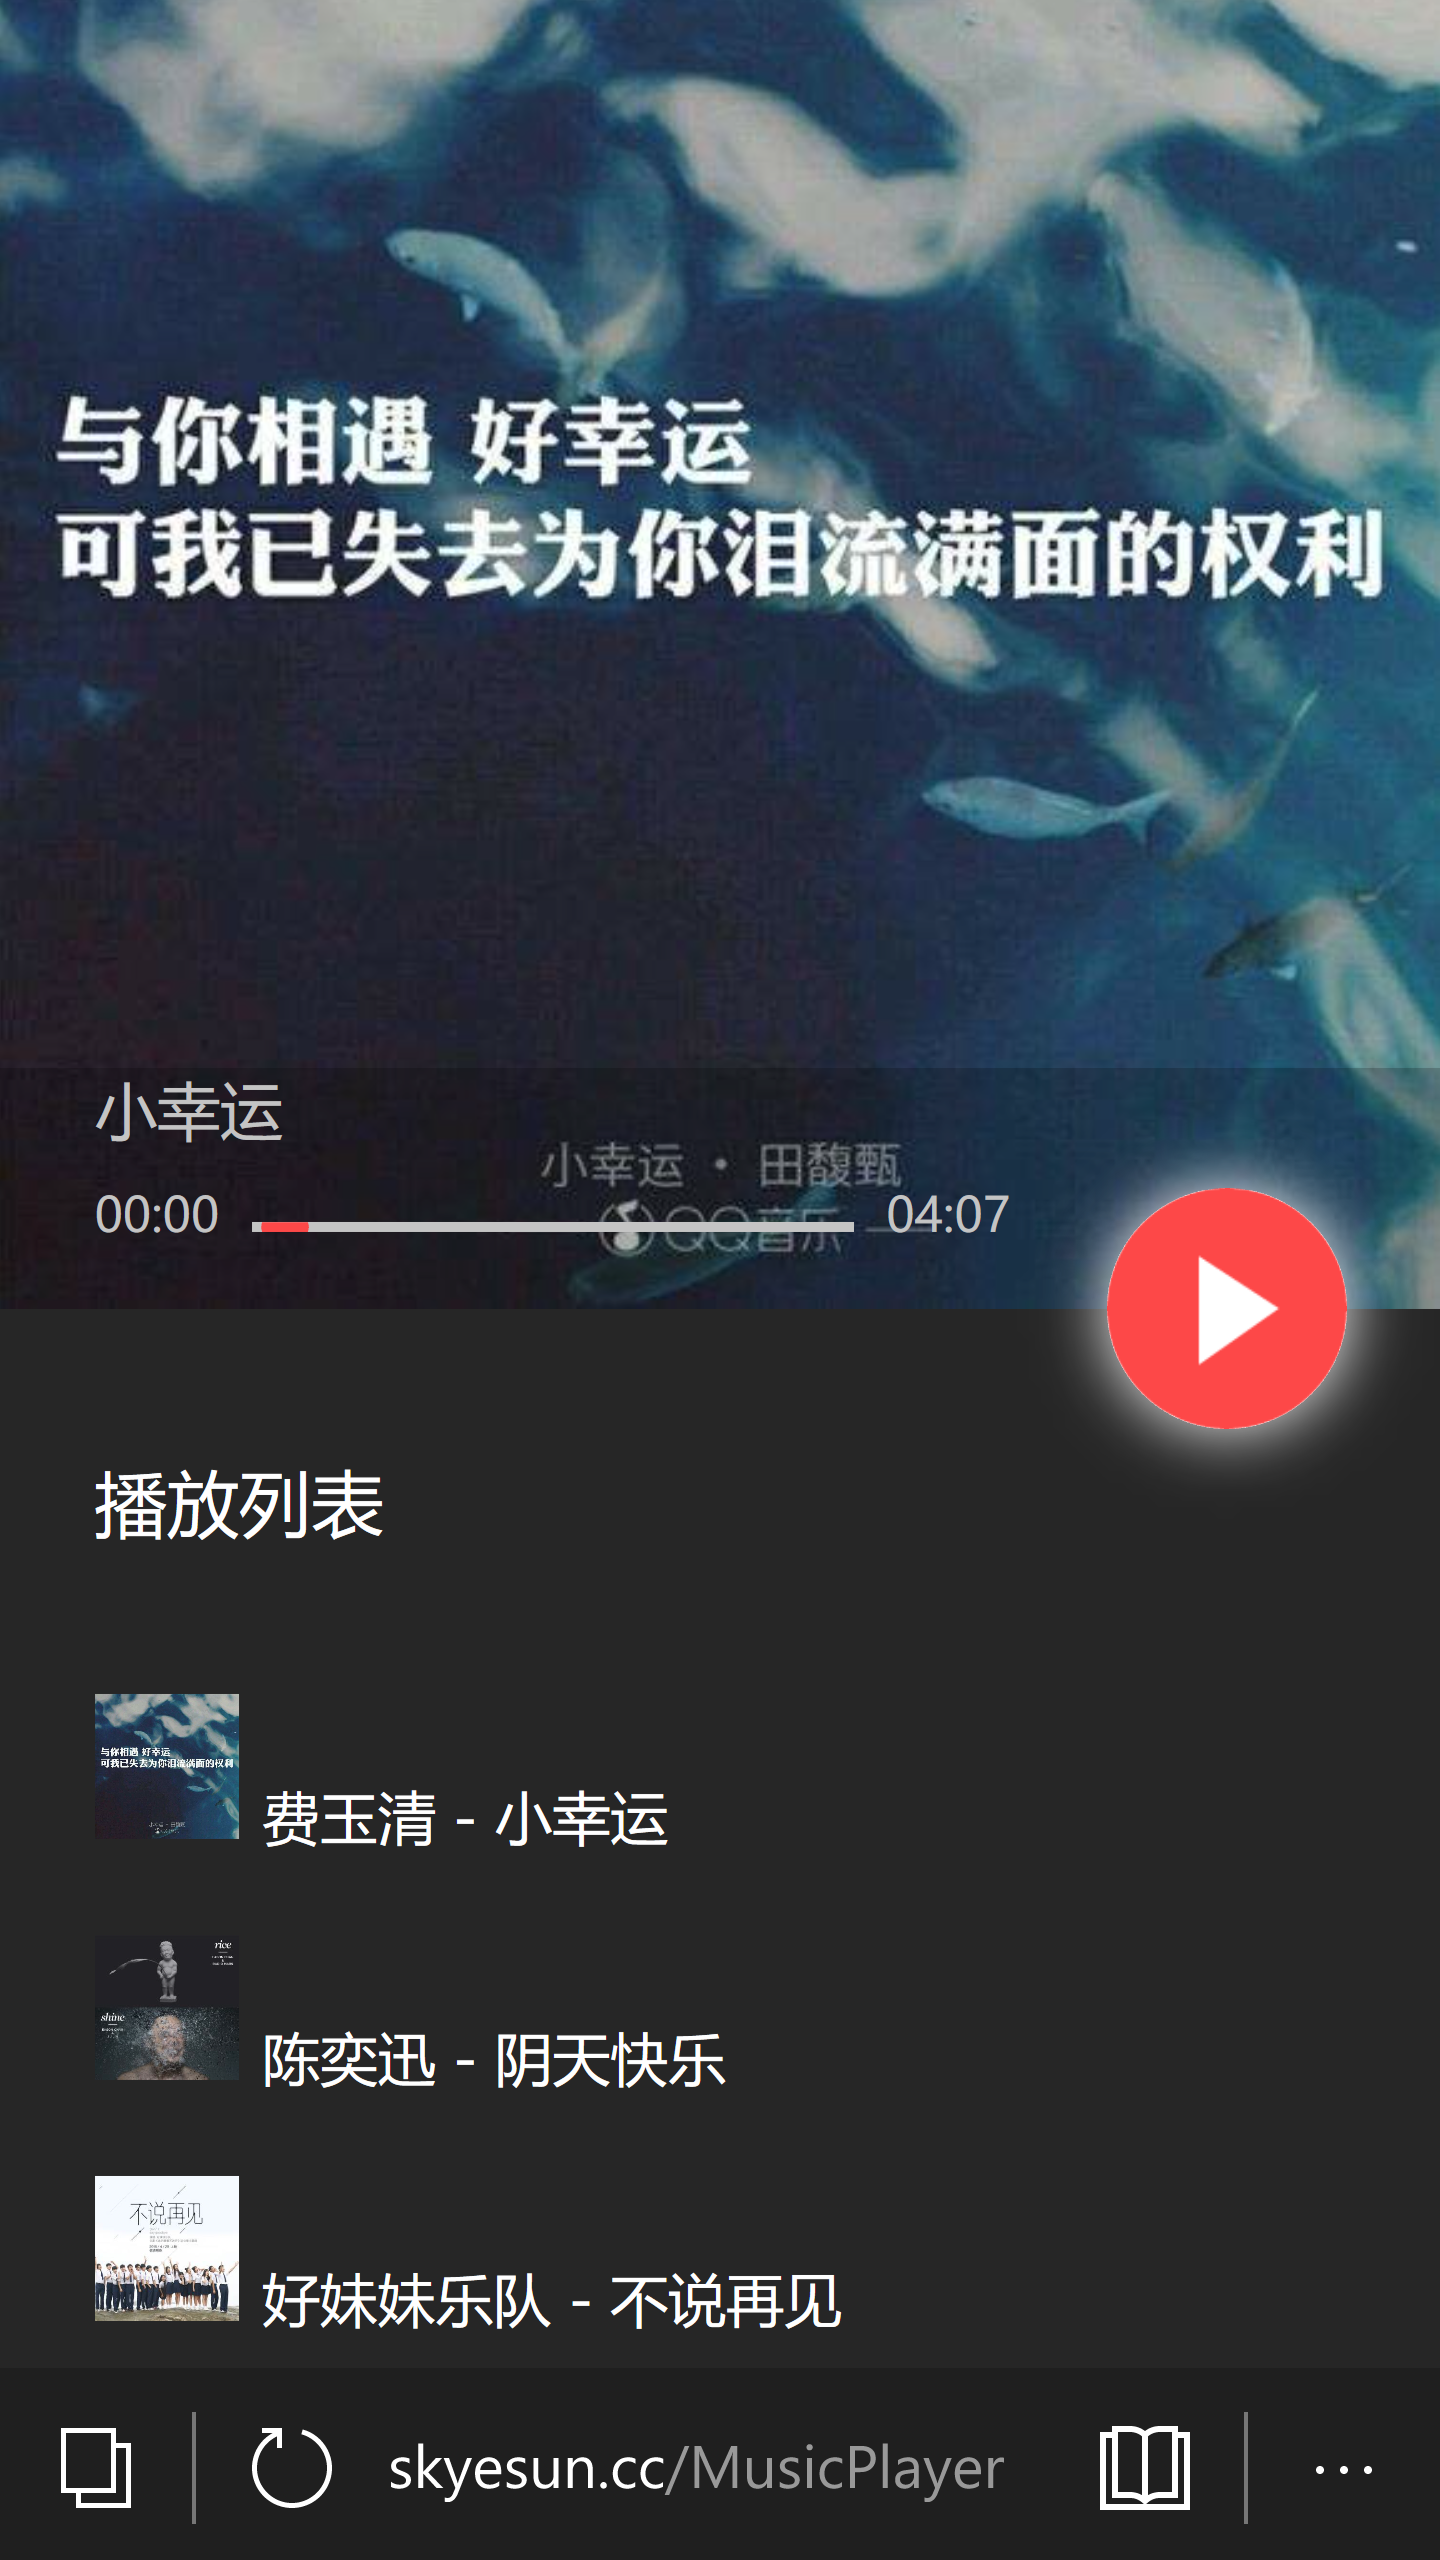 与你相遇 好幸运
可我已失去为你泪流满面的权利
小幸运
小幸运 · 田馥甄
00:00
04:07
QQ音乐
播放列表
与你相遇 好幸运
可我已失去为你泪流满面的权利
费玉清 - 小幸运
rice
shine
陈奕迅 - 阴天快乐
不说再见
好妹妹乐队 - 不说再见
skyesun.cc/MusicPlayer